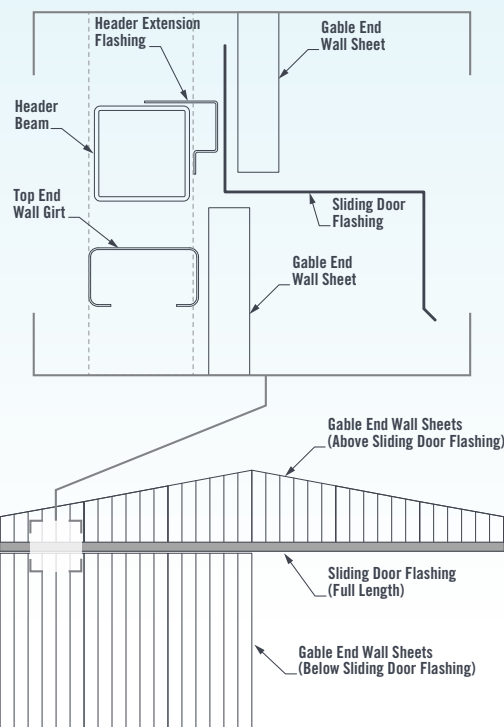 Header Extension
Flashing
Gable End
Wall Sheet
Header
Beam
Top End
Wall Girt
Sliding Door
Flashing
Gable End
Wall Sheet
Gable End Wall Sheets
(Above Sliding Door Flashing)
Sliding Door Flashing
(Full Length)
Gable End Wall Sheets
(Below Sliding Door Flashing)